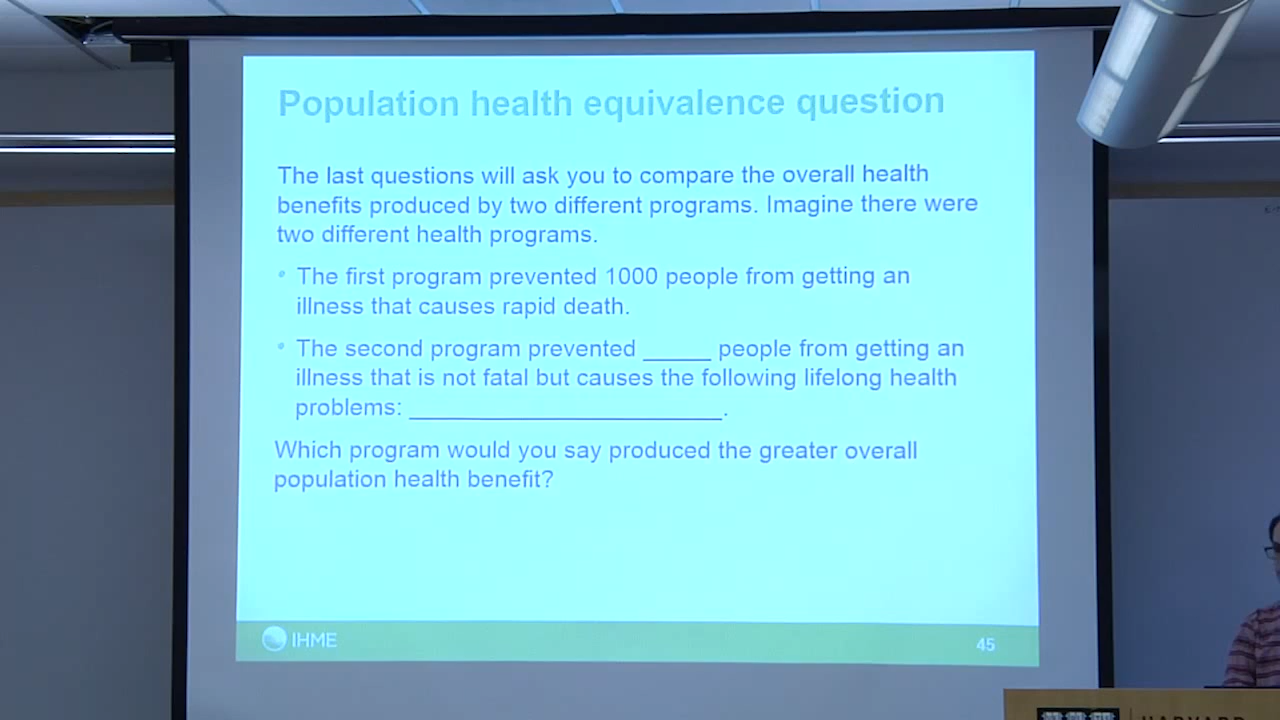 Population health equivalence question
The last questions will ask you to compare the overall health
benefits produced by two different programs. Imagine there were
two different health programs.
• The first program prevented 1000 people from getting an
illness that causes rapid death.
• The second program prevented _____ people from getting an
illness that is not fatal but causes the following lifelong health
problems: _______________________.
Which program would you say produced the greater overall
population health benefit?
IHME
45
HARVARD